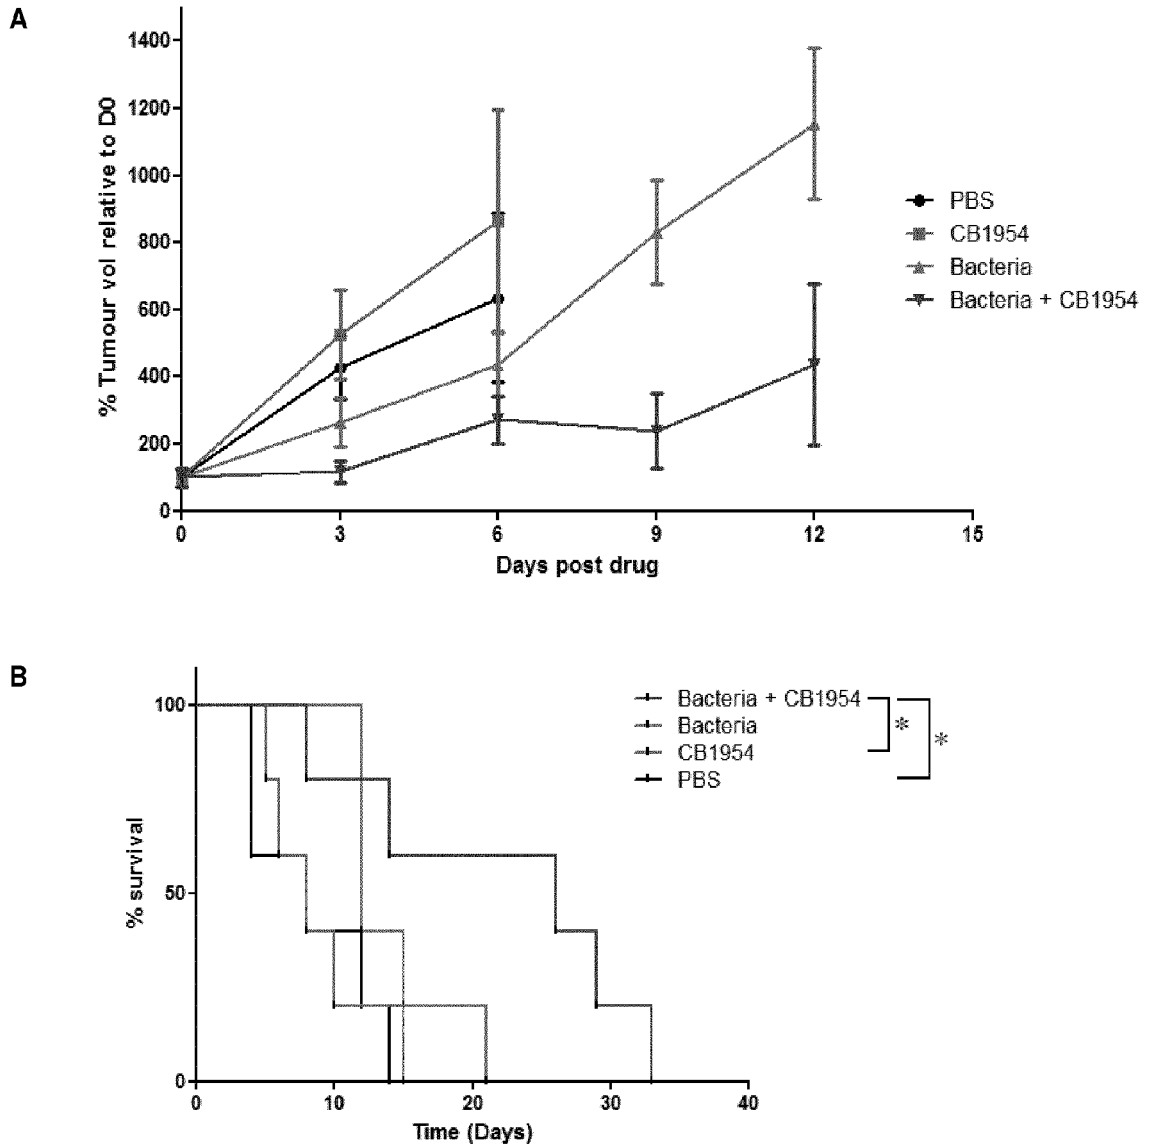 A
% Tumour vol relative to D0
1400
1200
1000
800
600
400
200
0
0 3 6 9 12 15
Days post drug
PBS
CB1954
Bacteria
Bacteria + CB1954
B
% survival
100
50
0
0 10 20 30 40
Time (Days)
Bacteria + CB1954
Bacteria
CB1954
PBS
*
*